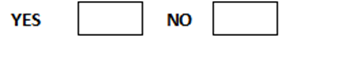 YES NO